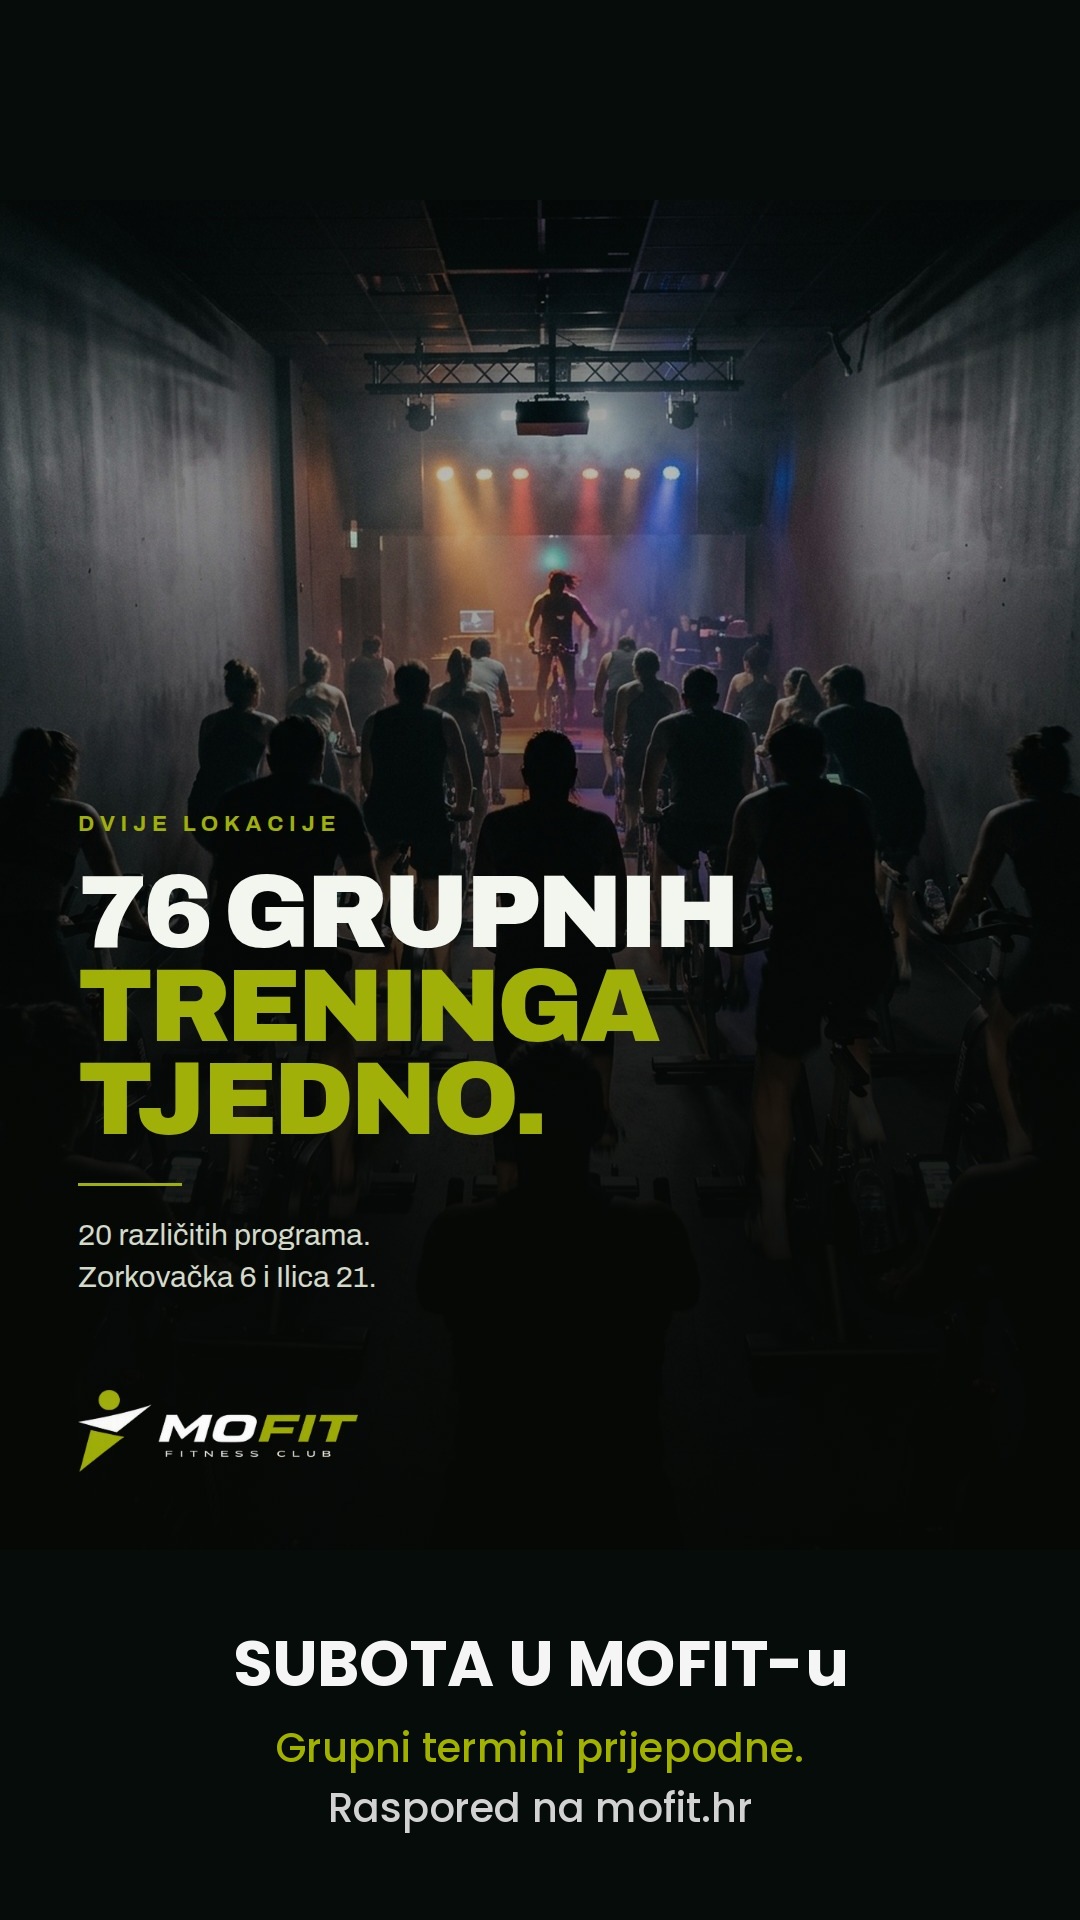 DVIJE LOKACIJE
76 GRUPNIH
TRENINGA
TJEDNO.
20 različitih programa.
Zorkovačka 6 i Ilica 21.
MOFIT
FITNESS CLUB
SUBOTA U MOFIT-u
Grupni termini prijepodne.
Raspored na mofit.hr